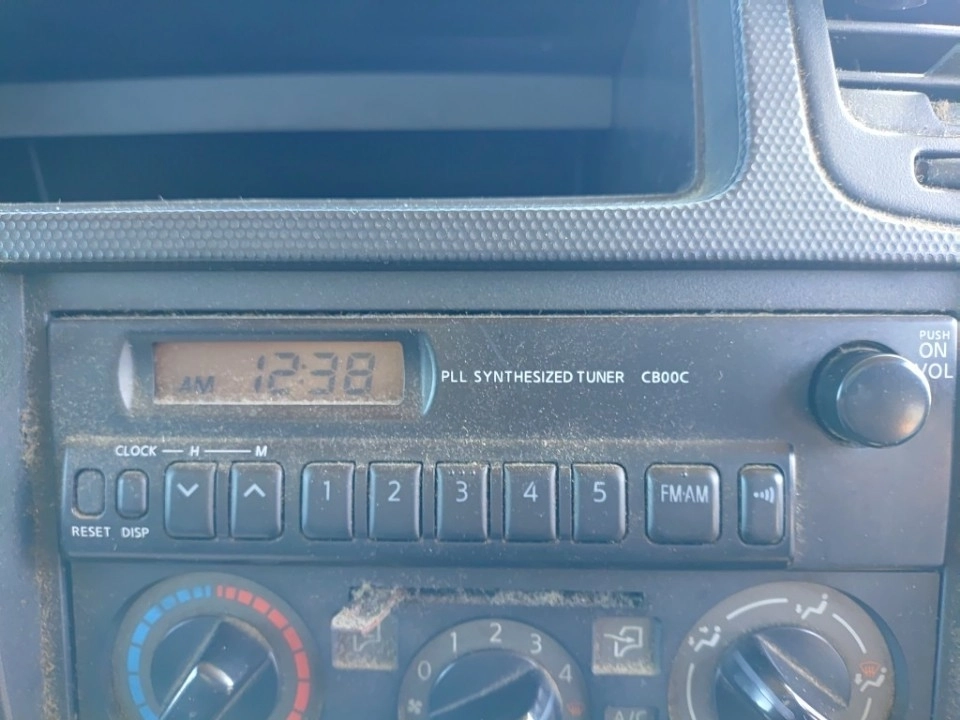 AM 12:38
PLL SYNTHESIZED TUNER CB00C
PUSH
ON
VOL
CLOCK H M
1 2 3 4 5 FM·AM
RESET DISP
0 1 2 3 4
A/C